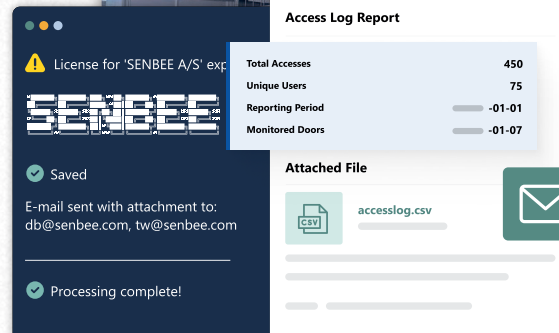 License for 'SENBEE A/S' exp
SENBEE
Saved
E-mail sent with attachment to:
db@senbee.com, tw@senbee.com
Processing complete!
Access Log Report
Total Accesses 450
Unique Users 75
Reporting Period -01-01
Monitored Doors -01-07
Attached File
CSV
accesslog.csv